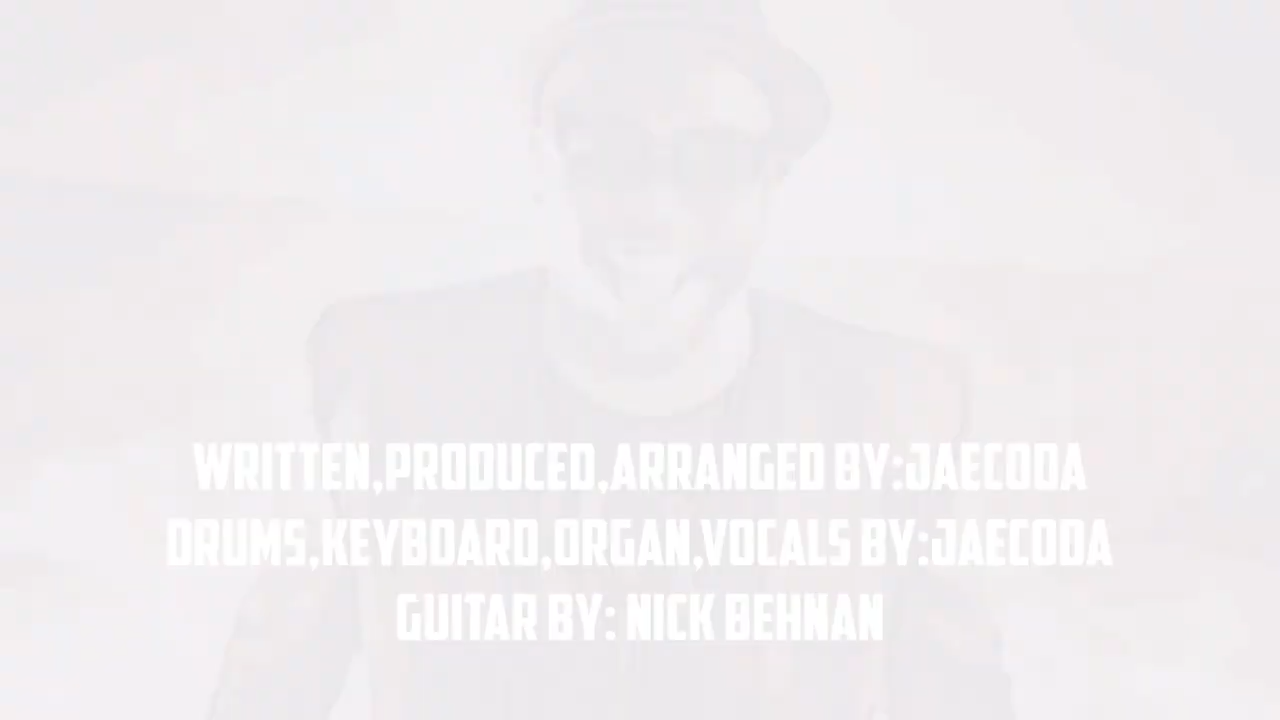 WRITTEN,PRODUCED,ARRANGED BY:JAECODA
DRUMS,KEYBOARD,ORGAN,VOCALS BY:JAECODA
GUITAR BY: NICK BEHNAN